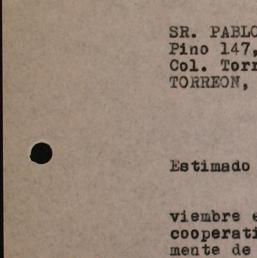 SR. PABLO
Pino 147,
Col. Torr
TORREON,
Estimado
viembre e
cooperati
mente de